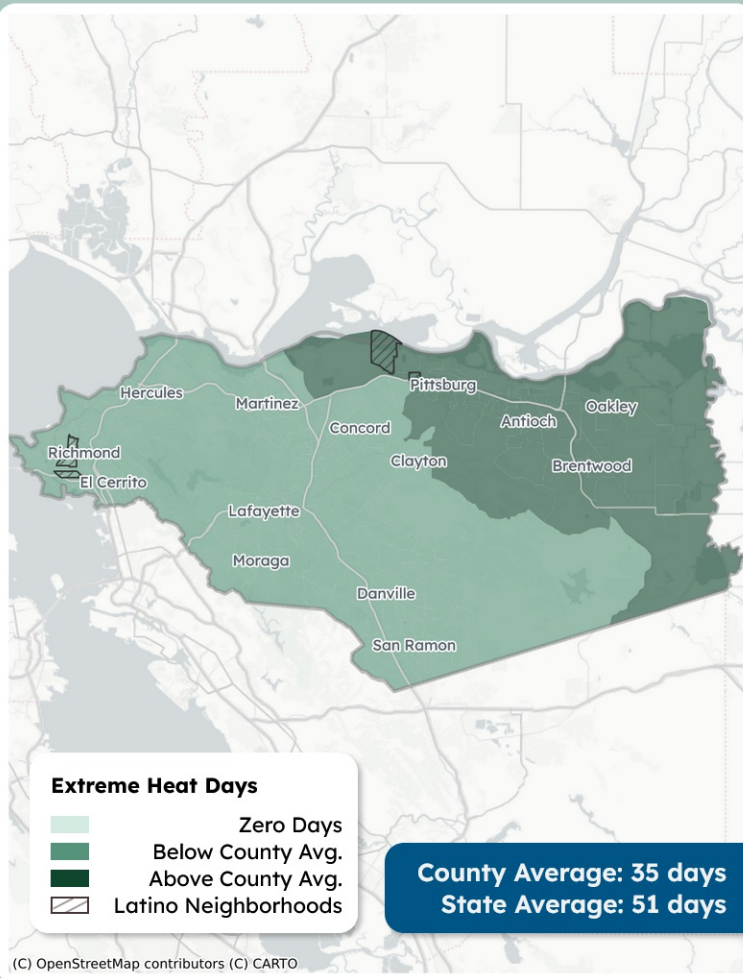 Hercules
Martinez
Pittsburg
Oakley
Antioch
Concord
Richmond
Clayton
Brentwood
El Cerrito
Lafayette
Moraga
Danville
San Ramon
Extreme Heat Days
Zero Days
Below County Avg.
Above County Avg.
Latino Neighborhoods
County Average: 35 days
State Average: 51 days
(C) OpenStreetMap contributors (C) CARTO